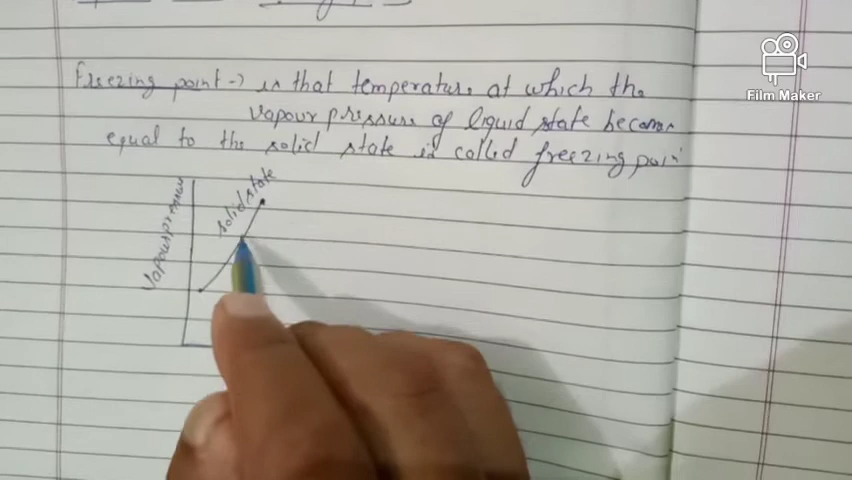 Freezing point → is that temperature at which the
vapour pressure of liquid state become
equal to the solid state is called freezing poin
solid state
Vapour pressure
Film Maker